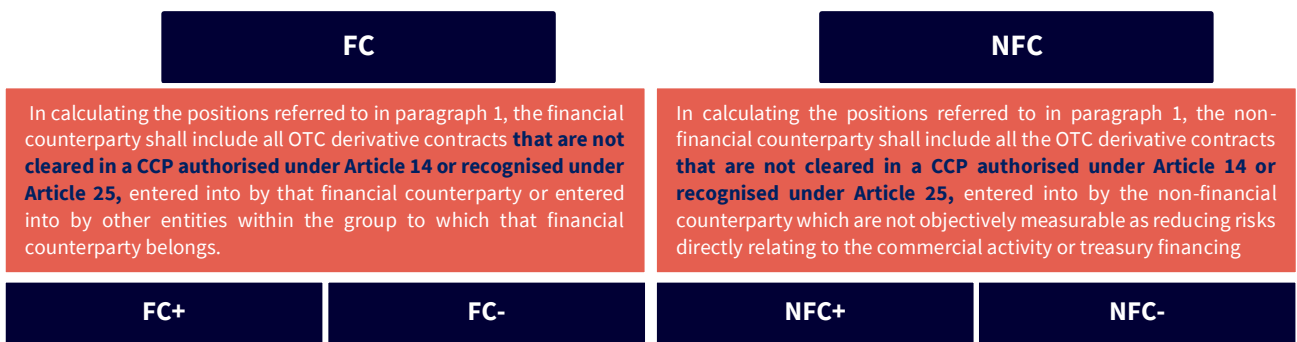 FC
In calculating the positions referred to in paragraph 1, the financial
counterparty shall include all OTC derivative contracts that are not
cleared in a CCP authorised under Article 14 or recognised under
Article 25, entered into by that financial counterparty or entered
into by other entities within the group to which that financial
counterparty belongs.
FC+
FC-
NFC
In calculating the positions referred to in paragraph 1, the non-
financial counterparty shall include all the OTC derivative contracts
that are not cleared in a CCP authorised under Article 14 or
recognised under Article 25, entered into by the non-financial
counterparty which are not objectively measurable as reducing risks
directly relating to the commercial activity or treasury financing
NFC+
NFC-